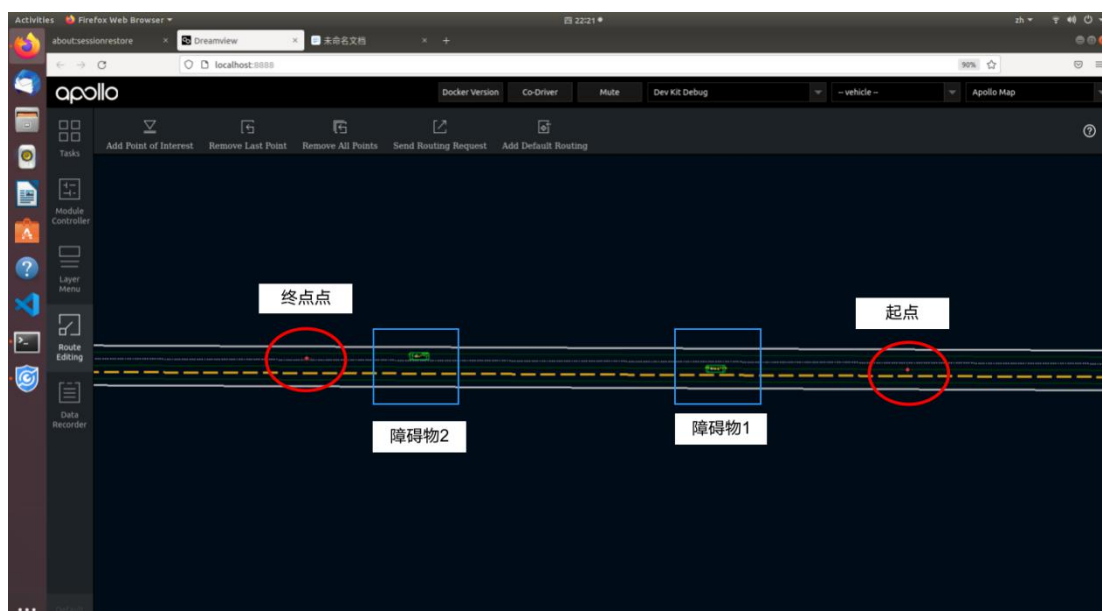 Activities
Firefox Web Browser
四 22:21
zh
about:sessionrestore
Dreamview
未命名文档
localhost:8888
90%
apollo
Docker Version
Co-Driver
Mute
Dev Kit Debug
-- vehicle --
Apollo Map
Tasks
Add Point of Interest
Remove Last Point
Remove All Points
Send Routing Request
Add Default Routing
Module
Controller
Layer
Menu
Route
Editing
Data
Recorder
终点点
起点
障碍物2
障碍物1